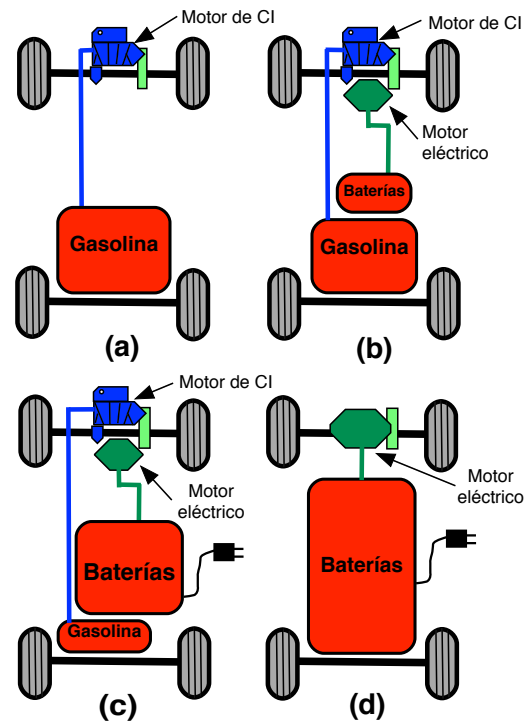 Motor de CI
Gasolina
(a)
Motor de CI
Motor
eléctrico
Baterías
Gasolina
(b)
Motor de CI
Motor
eléctrico
Baterías
Gasolina
(c)
Motor
eléctrico
Baterías
(d)